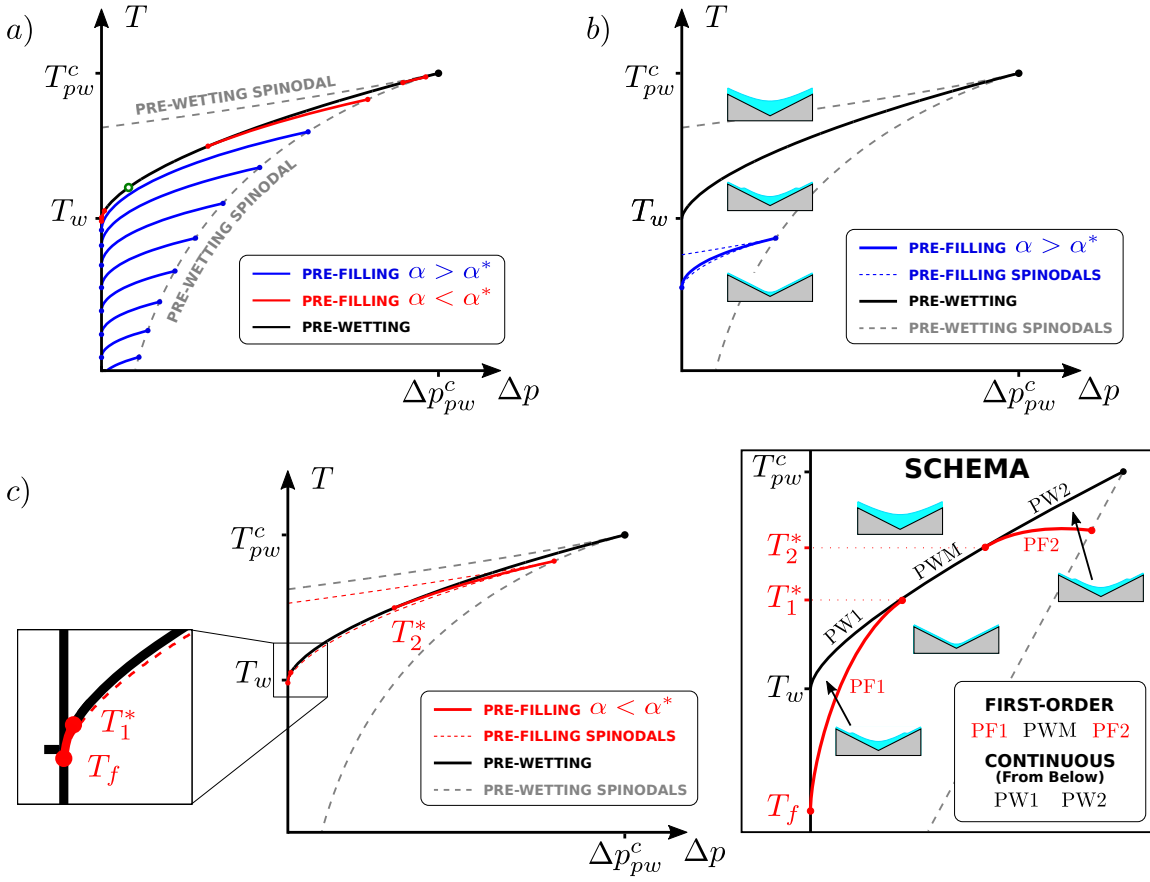 a)
T
T^c_{pw}
PRE-WETTING SPINODAL
T_w
PRE-WETTING SPINODAL
PRE-FILLING α > α*
PRE-FILLING α < α*
PRE-WETTING
Δp^c_{pw} Δp
b)
T
T^c_{pw}
T_w
PRE-FILLING α > α*
PRE-FILLING SPINODALS
PRE-WETTING
PRE-WETTING SPINODALS
Δp^c_{pw} Δp
c)
T
T^c_{pw}
T*_2
T_w
T*_1
T_f
PRE-FILLING α < α*
PRE-FILLING SPINODALS
PRE-WETTING
PRE-WETTING SPINODALS
Δp^c_{pw} Δp
SCHEMA
T^c_{pw}
PW2
T*_2
PF2
PWM
T*_1
PW1
PF1
T_w
T_f
FIRST-ORDER
PF1 PWM PF2
CONTINUOUS
(From Below)
PW1 PW2